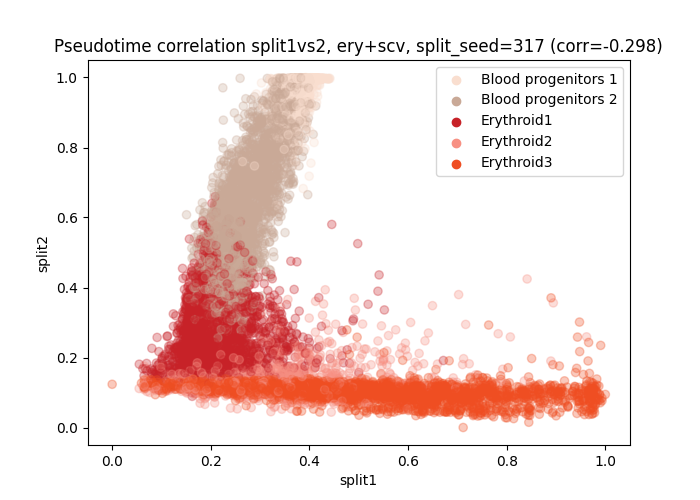 Pseudotime correlation split1vs2, ery+scv, split_seed=317 (corr=-0.298)
Blood progenitors 1
Blood progenitors 2
Erythroid1
Erythroid2
Erythroid3
split2
1.0
0.8
0.6
0.4
0.2
0.0
0.0 0.2 0.4 0.6 0.8 1.0
split1